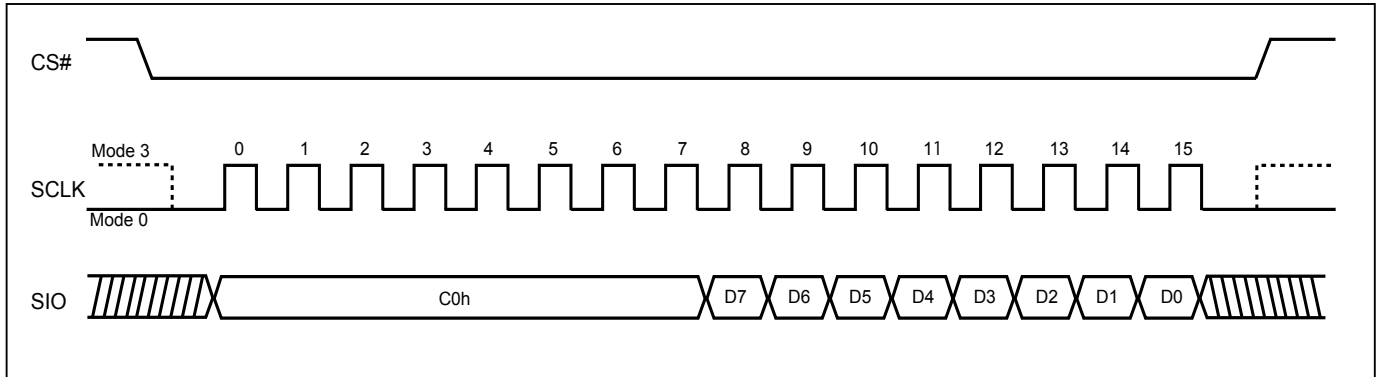 CS#
Mode 3
0 1 2 3 4 5 6 7 8 9 10 11 12 13 14 15
SCLK
Mode 0
SIO
C0h D7 D6 D5 D4 D3 D2 D1 D0